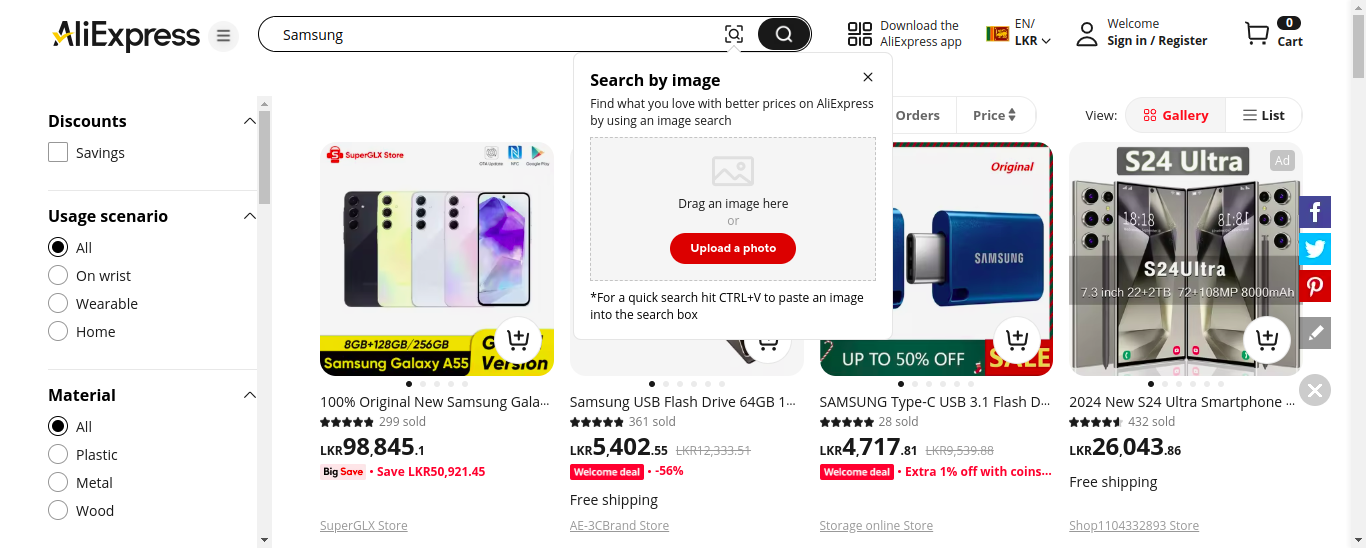 AliExpress
Samsung
Download the
AliExpress app
EN/
LKR
Welcome
Sign in / Register
0
Cart
Search by image
Find what you love with better prices on AliExpress
by using an image search
Drag an image here
or
Upload a photo
*For a quick search hit CTRL+V to paste an image
into the search box
Discounts
Savings
Usage scenario
All
On wrist
Wearable
Home
Material
All
Plastic
Metal
Wood
Orders
Price
View:
Gallery
List
SuperGLX Store
OTA Update
NFC
Google Play
8GB+128GB/256GB
Samsung Galaxy A55
Version
100% Original New Samsung Gala...
299 sold
LKR98,845.1
Big Save
• Save LKR50,921.45
SuperGLX Store
Samsung USB Flash Drive 64GB 1...
361 sold
LKR5,402.55
LKR12,333.51
Welcome deal
• -56%
Free shipping
AE-3CBrand Store
Original
SAMSUNG
UP TO 50% OFF
SALE
SAMSUNG Type-C USB 3.1 Flash D...
28 sold
LKR4,717.81
LKR9,539.88
Welcome deal
• Extra 1% off with coins...
Storage online Store
S24 Ultra
Ad
18:18
S24Ultra
7.3 inch 22+2TB 72+108MP 8000mAh
2024 New S24 Ultra Smartphone ...
432 sold
LKR26,043.86
Free shipping
Shop1104332893 Store